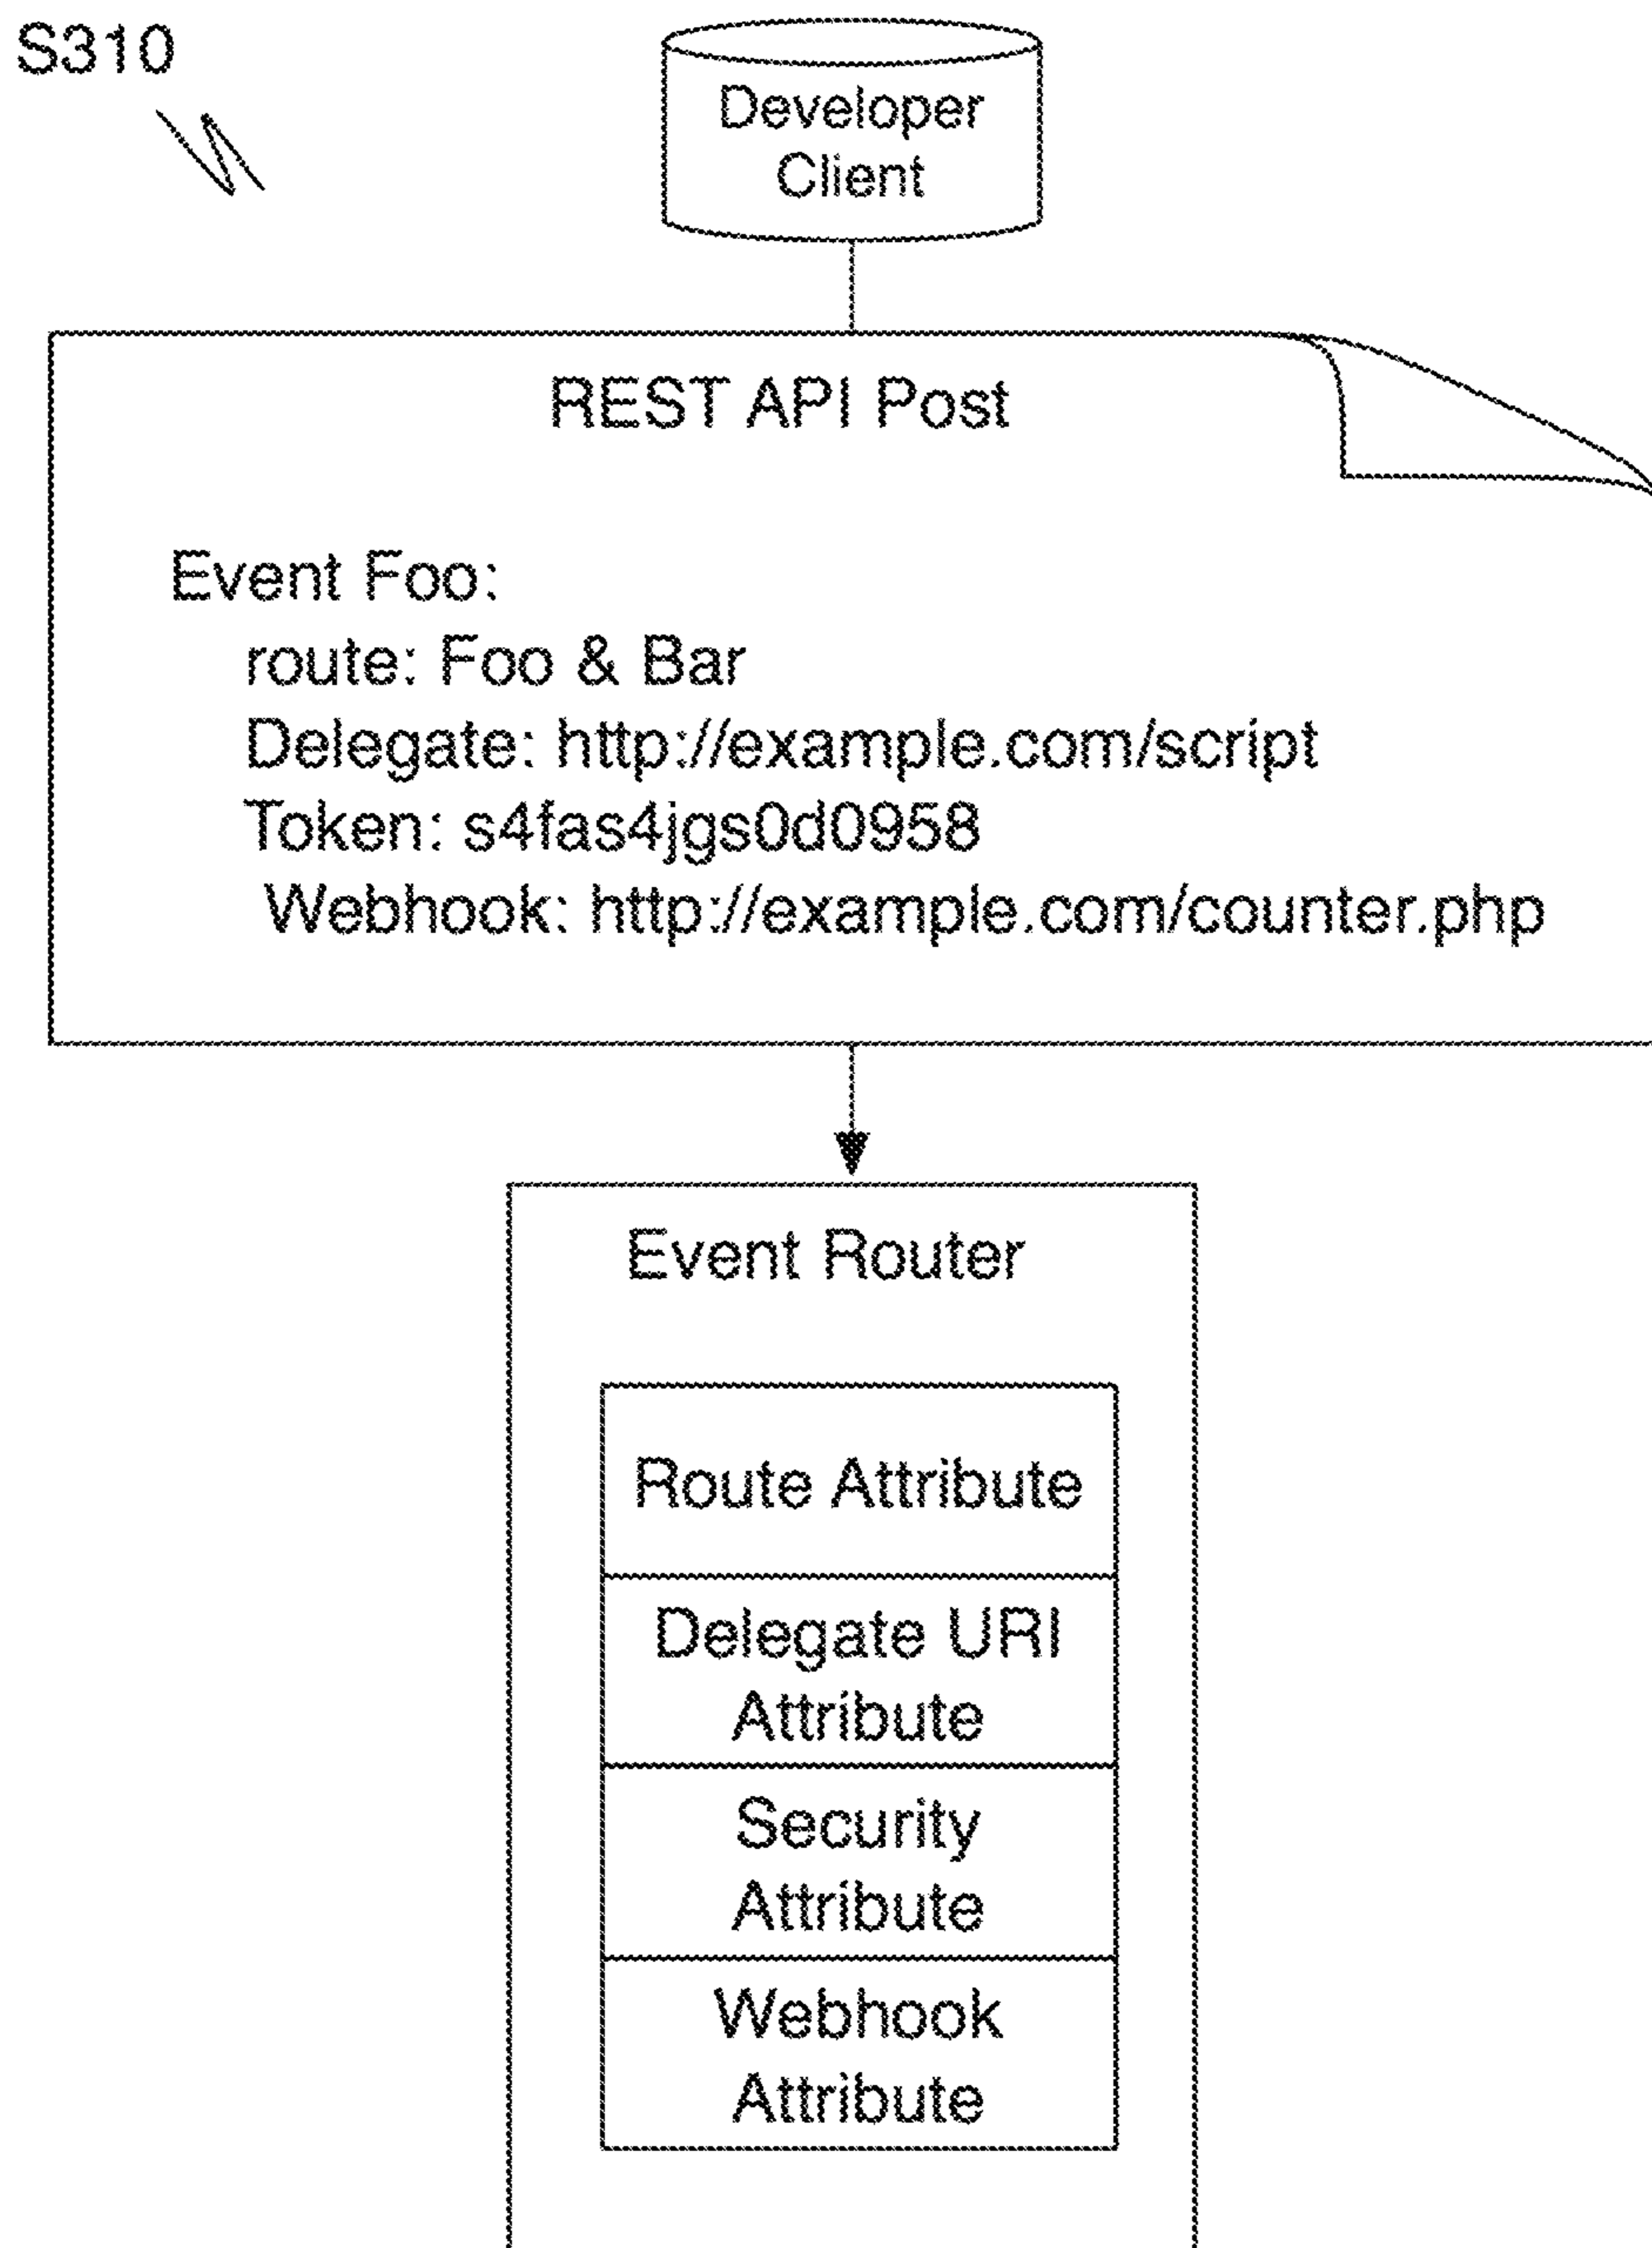 S310
Developer
Client
REST API Post
Event Foo:
route: Foo & Bar
Delegate: http://example.com/script
Token: s4fas4jgs0d0958
Webhook: http://example.com/counter.php
Event Router
Route Attribute
Delegate URI
Attribute
Security
Attribute
Webhook
Attribute